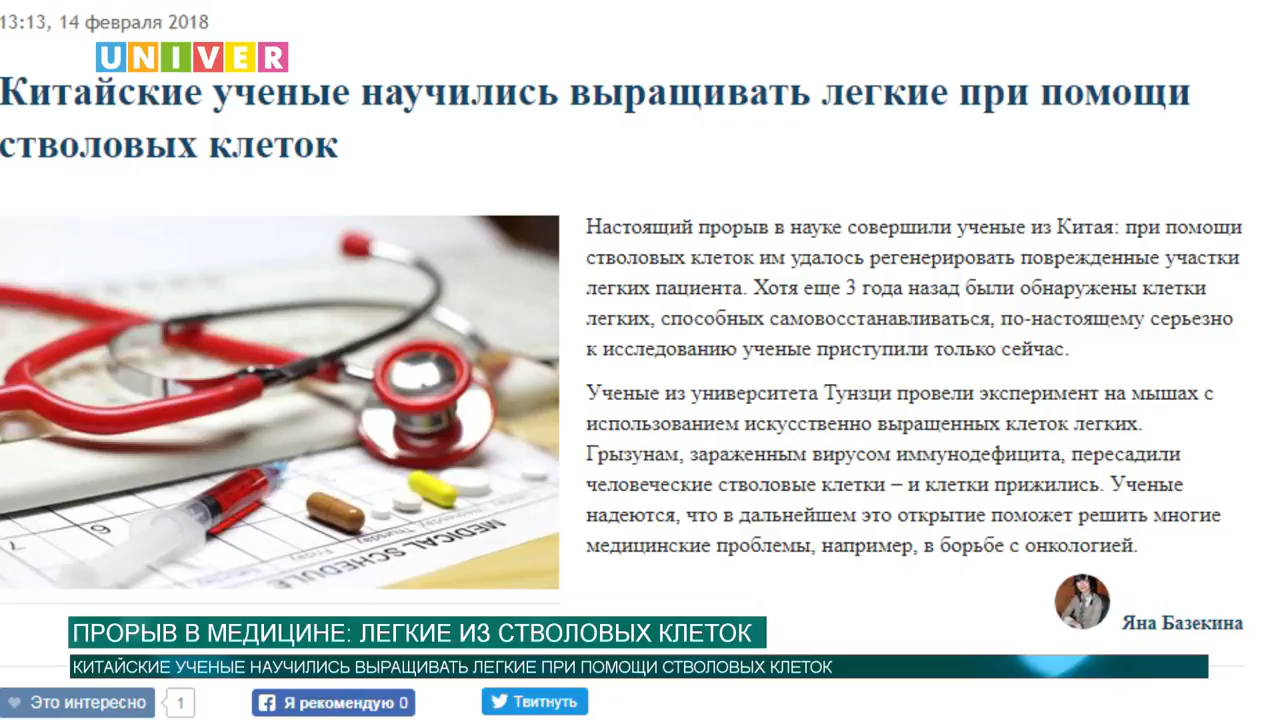 13:13, 14 февраля 2018
UNIVER
Китайские ученые научились выращивать легкие при помощи
стволовых клеток
Настоящий прорыв в науке совершили ученые из Китая: при помощи
стволовых клеток им удалось регенерировать поврежденные участки
легких пациента. Хотя еще 3 года назад были обнаружены клетки
легких, способных самовосстанавливаться, по-настоящему серьезно
к исследованию ученые приступили только сейчас.
Ученые из университета Тунзци провели эксперимент на мышах с
использованием искусственно выращенных клеток легких.
Грызунам, зараженным вирусом иммунодефицита, пересадили
человеческие стволовые клетки – и клетки прижились. Ученые
надеются, что в дальнейшем это открытие поможет решить многие
медицинские проблемы, например, в борьбе с онкологией.
6
7
Friday
MEDICAL SCHEDULE
Яна Базекина
ПРОРЫВ В МЕДИЦИНЕ: ЛЕГКИЕ ИЗ СТВОЛОВЫХ КЛЕТОК
КИТАЙСКИЕ УЧЕНЫЕ НАУЧИЛИСЬ ВЫРАЩИВАТЬ ЛЕГКИЕ ПРИ ПОМОЩИ СТВОЛОВЫХ КЛЕТОК
Это интересно 1
Я рекомендую 0
Твитнуть